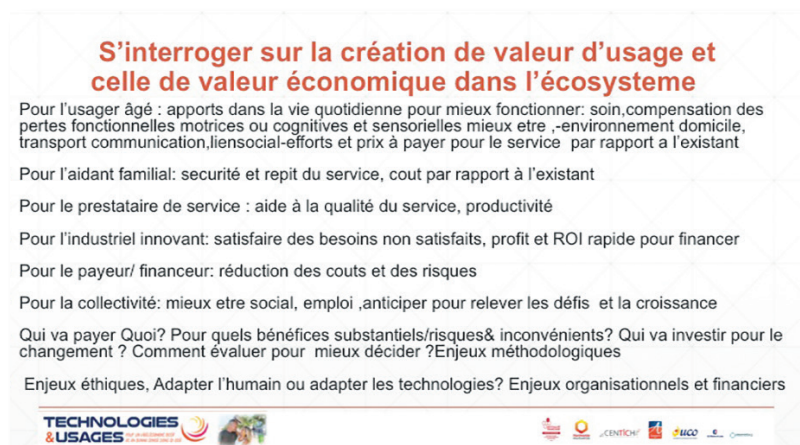 S’interroger sur la création de valeur d’usage et
celle de valeur économique dans l’écosysteme
Pour l’usager âgé : apports dans la vie quotidienne pour mieux fonctionner: soin,compensation des
pertes fonctionnelles motrices ou cognitives et sensorielles mieux etre ,-environnement domicile,
transport communication,liensocial-efforts et prix à payer pour le service par rapport a l’existant
Pour l’aidant familial: securité et repit du service, cout par rapport à l’existant
Pour le prestataire de service : aide à la qualité du service, productivité
Pour l’industriel innovant: satisfaire des besoins non satisfaits, profit et ROI rapide pour financer
Pour le payeur/ financeur: réduction des couts et des risques
Pour la collectivité: mieux etre social, emploi ,anticiper pour relever les défis et la croissance
Qui va payer Quoi? Pour quels bénéfices substantiels/risques& inconvénients? Qui va investir pour le
changement ? Comment évaluer pour mieux décider ?Enjeux méthodologiques
Enjeux éthiques, Adapter l’humain ou adapter les technologies? Enjeux organisationnels et financiers
TECHNOLOGIES
&USAGES
CENTICH
UCO